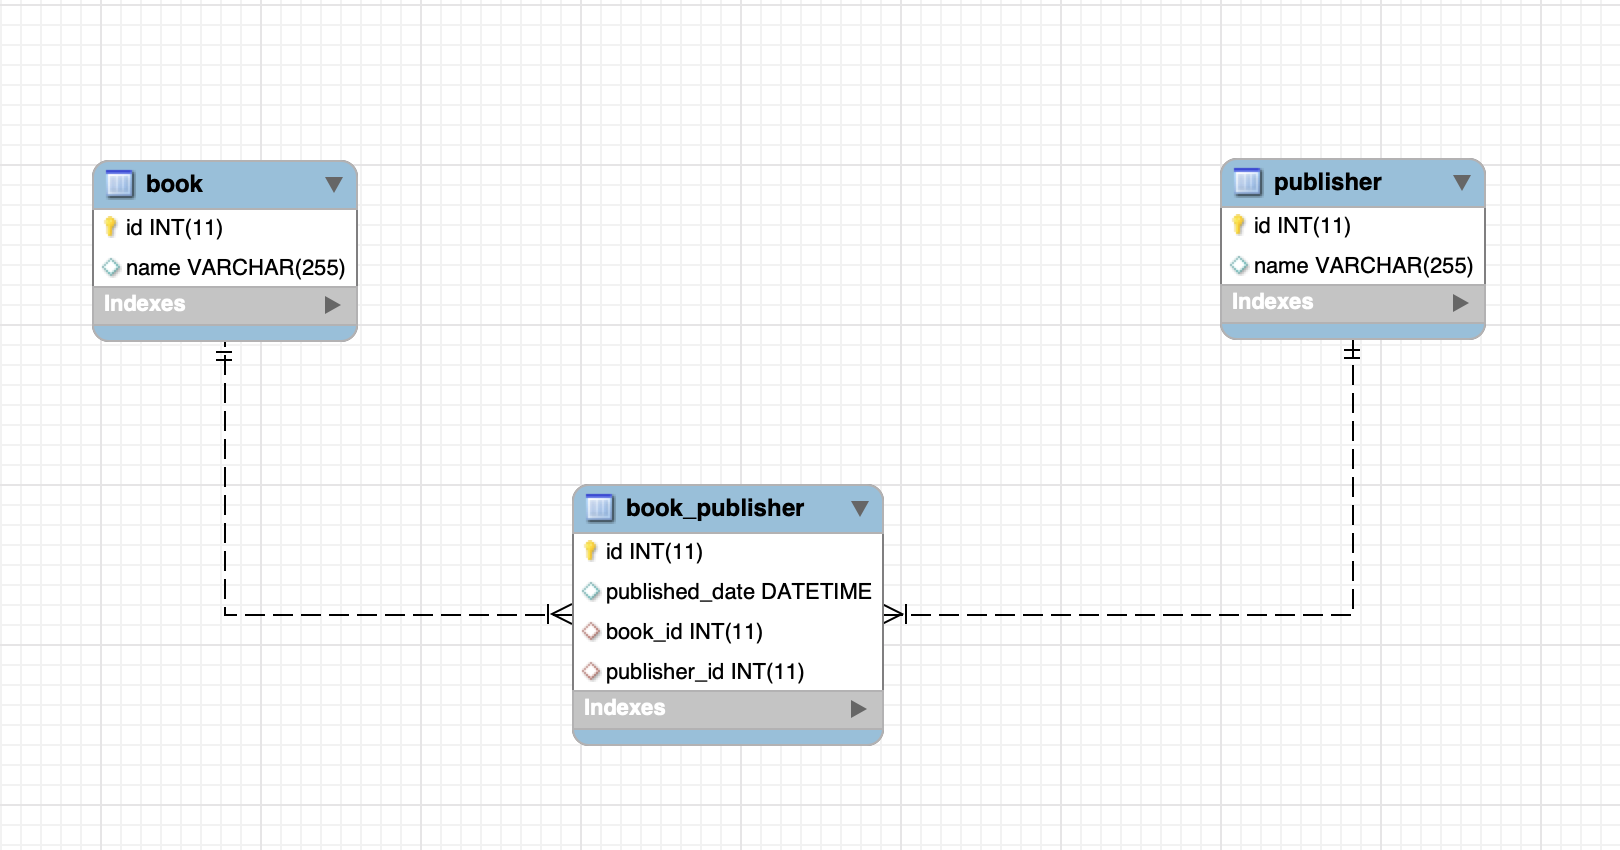 book
id INT(11)
name VARCHAR(255)
Indexes
publisher
id INT(11)
name VARCHAR(255)
Indexes
book_publisher
id INT(11)
published_date DATETIME
book_id INT(11)
publisher_id INT(11)
Indexes